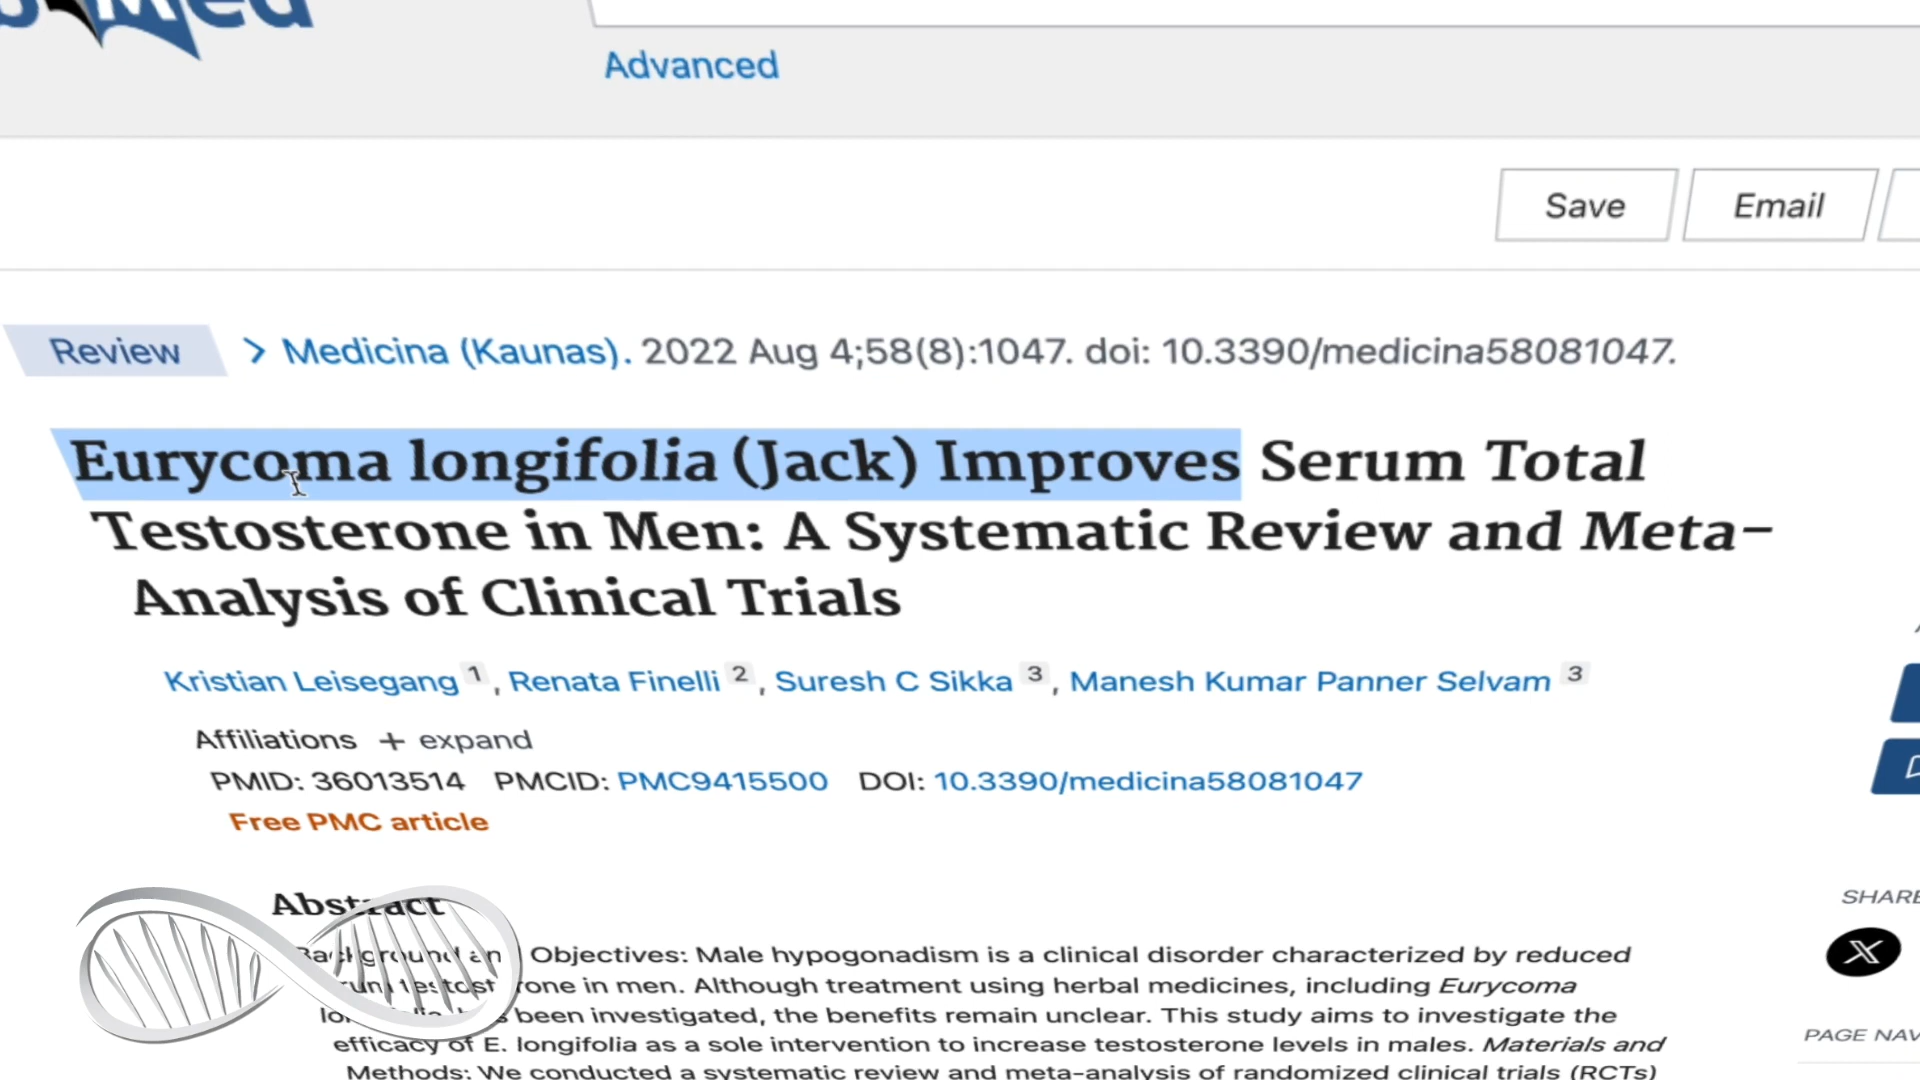 Med
Advanced
Save
Email
Review
Medicina (Kaunas). 2022 Aug 4;58(8):1047. doi: 10.3390/medicina58081047.
Eurycoma longifolia (Jack) Improves Serum Total
Testosterone in Men: A Systematic Review and Meta-
Analysis of Clinical Trials
Kristian Leisegang 1, Renata Finelli 2, Suresh C Sikka 3, Manesh Kumar Panner Selvam 3
Affiliations + expand
PMID: 36013514 PMCID: PMC9415500 DOI: 10.3390/medicina58081047
Free PMC article
Abstract
Background an Objectives: Male hypogonadism is a clinical disorder characterized by reduced
rone in men. Although treatment using herbal medicines, including Eurycoma
been investigated, the benefits remain unclear. This study aims to investigate the
efficacy of E. longifolia as a sole intervention to increase testosterone levels in males. Materials and
Methods: We conducted a systematic review and meta-analysis of randomized clinical trials (RCTs)
SHARE
X
PAGE NAV